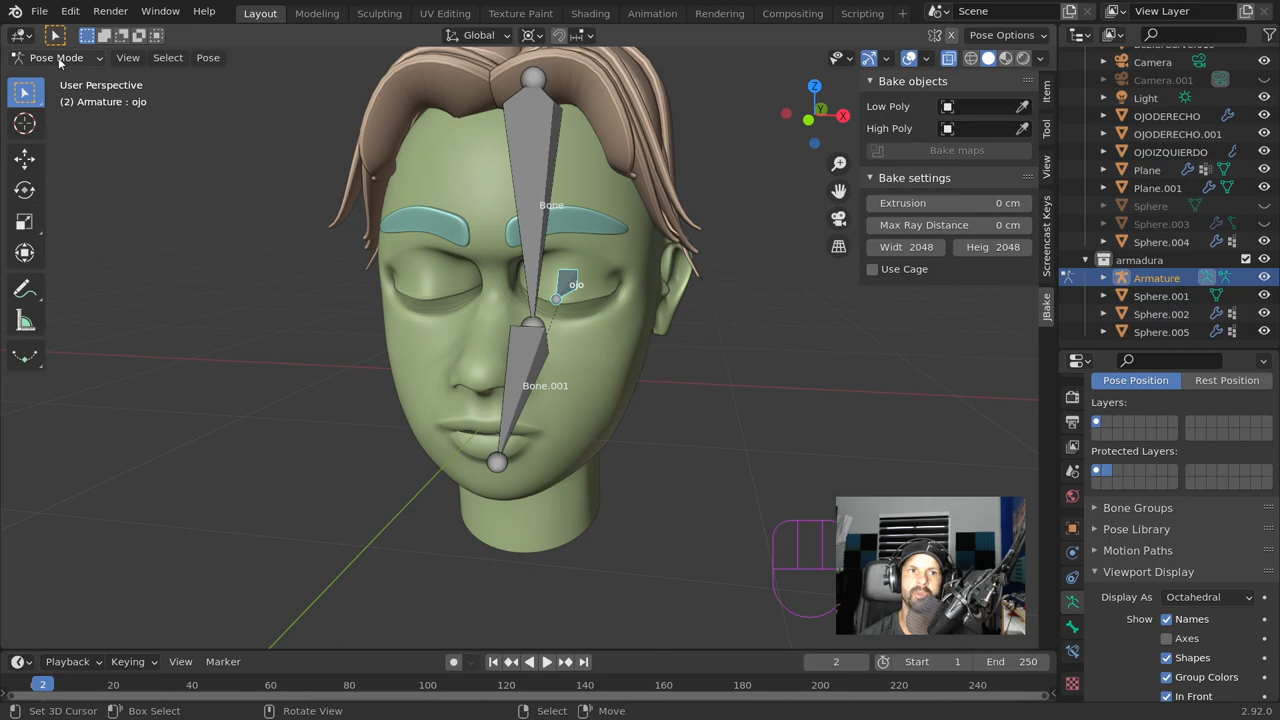 File Edit Render Window Help Layout Modeling Sculpting UV Editing Texture Paint Shading Animation Rendering Compositing Scripting + Scene View Layer
Global X Pose Options
Pose Mode View Select Pose
User Perspective
(2) Armature : ojo
Z
Y
X
Bone
ojo
Bone.001
Bake objects
Low Poly
High Poly
Bake maps
Bake settings
Extrusion 0 cm
Max Ray Distance 0 cm
Widt 2048 Heig 2048
Use Cage
Item
Tool
View
Screencast Keys
JBake
Camera
Camera.001
Light
OJODERECHO
OJODERECHO.001
OJOIZQUIERDO
Plane
Plane.001
Sphere
Sphere.003
Sphere.004
armadura
Armature
Sphere.001
Sphere.002
Sphere.005
Pose Position Rest Position
Layers:
Protected Layers:
Bone Groups
Pose Library
Motion Paths
Viewport Display
Display As Octahedral
Show Names
Axes
Shapes
Group Colors
In Front
Playback Keying View Marker 2 Start 1 End 250
2 20 40 60 80 100 120 140 160 180 200 220 240
Set 3D Cursor Box Select Rotate View Select Move 2.92.0